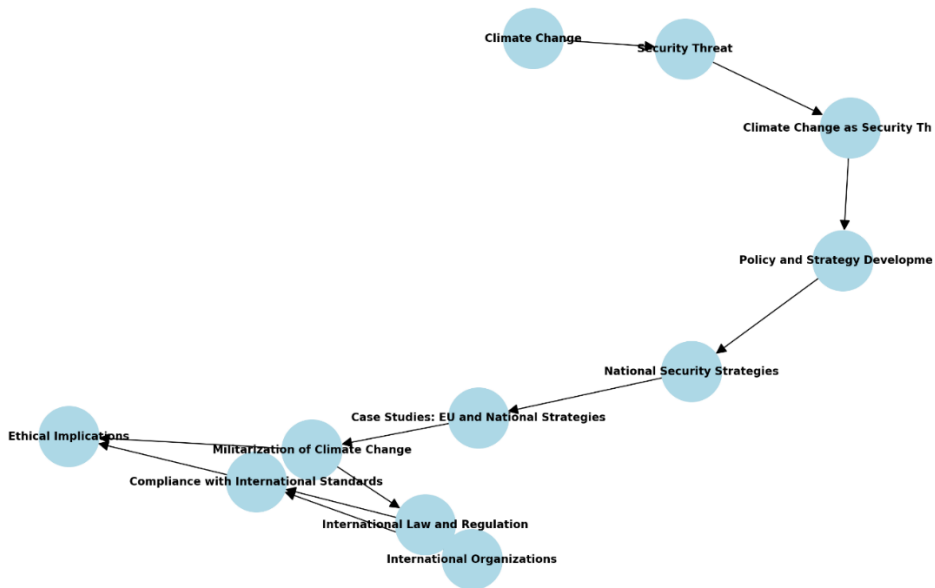 Climate Change
Security Threat
Climate Change as Security Th
Policy and Strategy Developme
National Security Strategies
Case Studies: EU and National Strategies
Ethical Implications
Militarization of Climate Change
Compliance with International Standards
International Law and Regulation
International Organizations